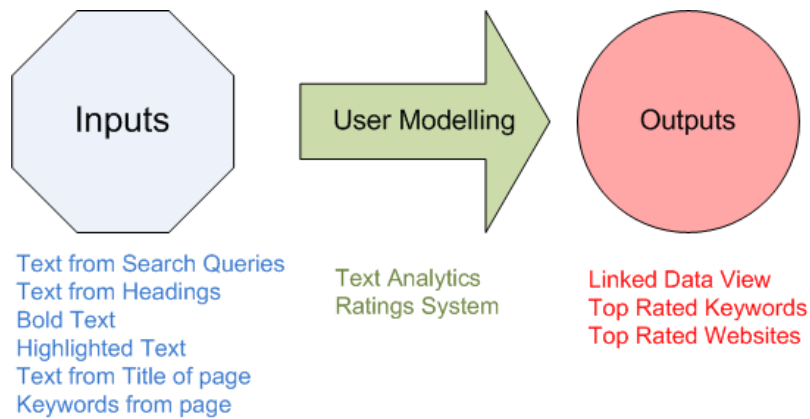 Inputs
User Modelling
Outputs
Text from Search Queries
Text from Headings
Bold Text
Highlighted Text
Text from Title of page
Keywords from page
Text Analytics
Ratings System
Linked Data View
Top Rated Keywords
Top Rated Websites